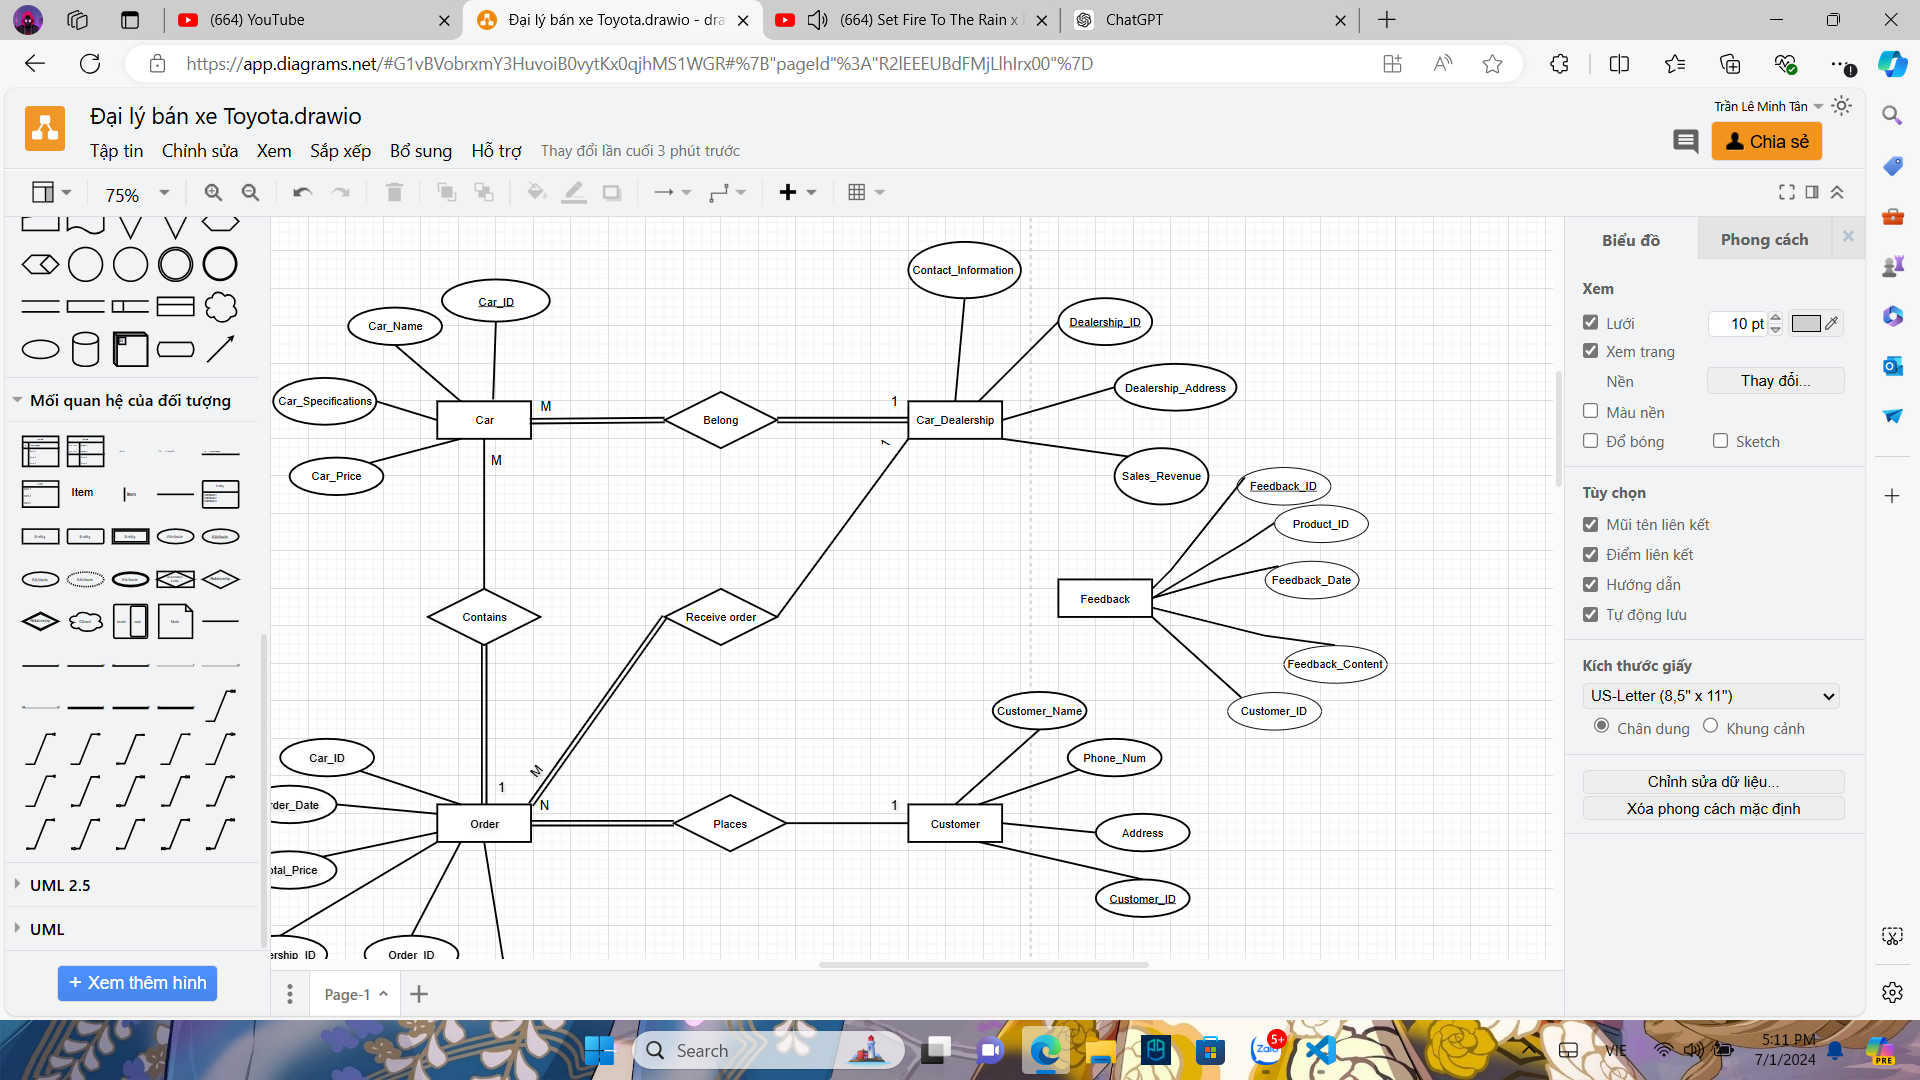 (664) YouTube
Đại lý bán xe Toyota.drawio - dra
(664) Set Fire To The Rain x
ChatGPT
https://app.diagrams.net/#G1vBVobrxmY3HuvoiB0vytKx0qjhMS1WGR#%7B"pageId"%3A"R2lEEEUBdFMjLlhIrx00"%7D
Đại lý bán xe Toyota.drawio
Trần Lê Minh Tân
Tập tin
Chỉnh sửa
Xem
Sắp xếp
Bổ sung
Hỗ trợ
Thay đổi lần cuối 3 phút trước
Chia sẻ
75%
Mối quan hệ của đối tượng
Item
UML 2.5
UML
+ Xem thêm hình
Contact_Information
Car_ID
Car_Name
Dealership_ID
Car_Specifications
Dealership_Address
Car
M
Belong
1
Car_Dealership
1
M
Car_Price
Sales_Revenue
Feedback_ID
Product_ID
Feedback_Date
Feedback
Contains
Receive order
Feedback_Content
Customer_Name
Customer_ID
Car_ID
Phone_Num
M
1
rder_Date
N
1
Order
Places
Customer
Address
otal_Price
Customer_ID
ership_ID
Order_ID
Page-1
Biểu đồ
Phong cách
Xem
Lưới
10 pt
Xem trang
Nền
Thay đổi...
Màu nền
Đổ bóng
Sketch
Tùy chọn
Mũi tên liên kết
Điểm liên kết
Hướng dẫn
Tự động lưu
Kích thước giấy
US-Letter (8,5" x 11")
Chân dung
Khung cảnh
Chỉnh sửa dữ liệu...
Xóa phong cách mặc định
Search
Zalo
5+
PRE
VIE
5:11 PM
7/1/2024